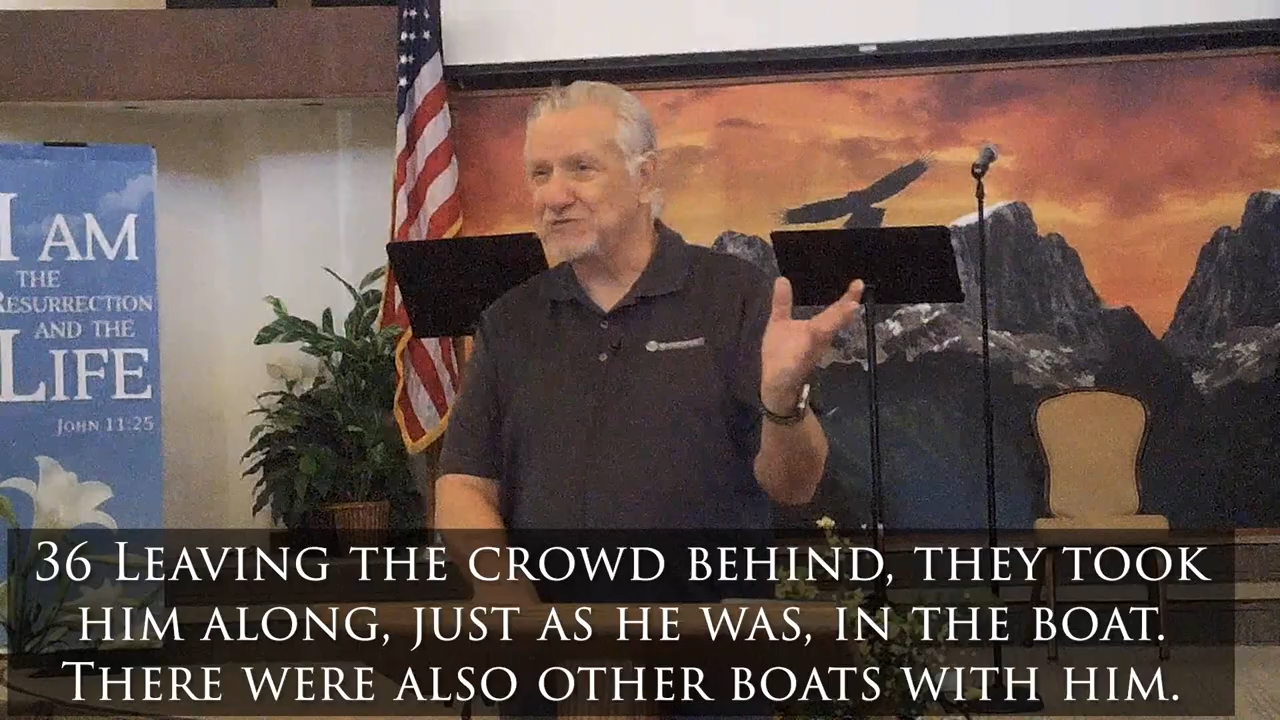 I AM
THE
RESURRECTION
AND THE
LIFE
JOHN 11:25
36 LEAVING THE CROWD BEHIND, THEY TOOK
HIM ALONG, JUST AS HE WAS, IN THE BOAT.
THERE WERE ALSO OTHER BOATS WITH HIM.